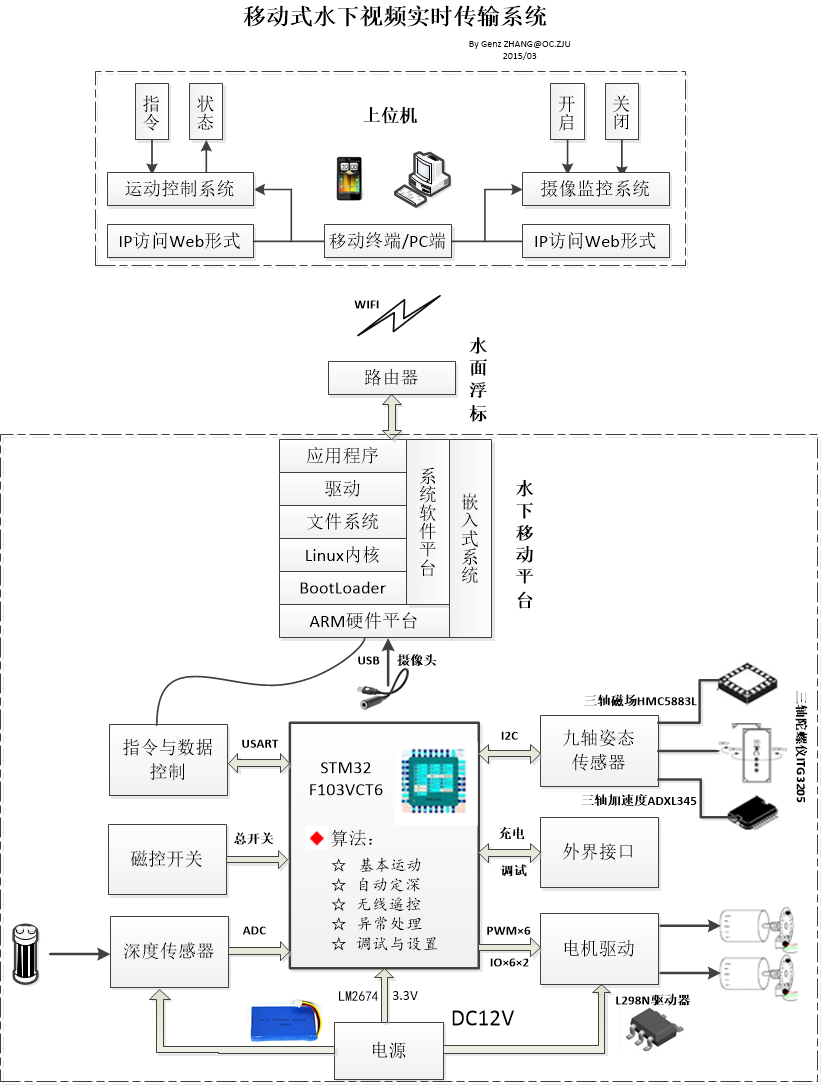 移动式水下视频实时传输系统
By Genz ZHANG@OC.ZJU
2015/03
指令
状态
上位机
开启
关闭
运动控制系统
摄像监控系统
IP访问Web形式
移动终端/PC端
IP访问Web形式
WIFI
水面浮标
路由器
应用程序
驱动
文件系统
Linux内核
BootLoader
系统软件平台
嵌入式系统
ARM硬件平台
水下移动平台
USB
摄像头
指令与数据
控制
USART
STM32
F103VCT6
I2C
九轴姿态
传感器
三轴磁场HMC5883L
三轴陀螺仪ITG3205
三轴加速度ADXL345
磁控开关
总开关
算法：
☆ 基本运动
☆ 自动定深
☆ 无线遥控
☆ 异常处理
☆ 调试与设置
充电
调试
外界接口
深度传感器
ADC
PWM×6
IO×6×2
电机驱动
LM2674
3.3V
DC12V
L298N驱动器
电源